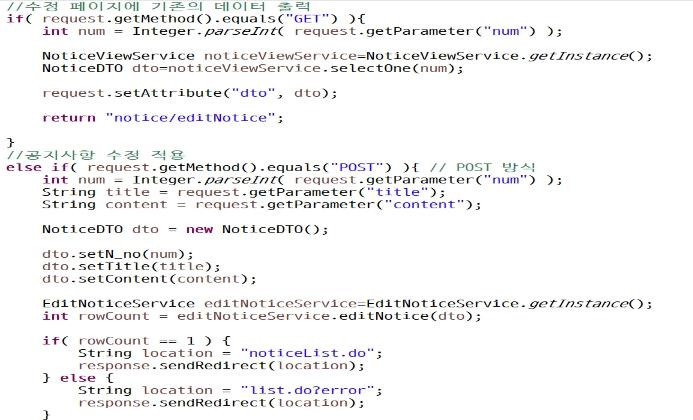 //수정 페이지에 기존의 데이터 출력
if( request.getMethod().equals("GET") ){
    int num = Integer.parseInt( request.getParameter("num") );

    NoticeViewService noticeViewService=NoticeViewService.getInstance();
    NoticeDTO dto=noticeViewService.selectOne(num);

    request.setAttribute("dto", dto);

    return "notice/editNotice";

}
//공지사항 수정 적용
else if( request.getMethod().equals("POST") ){ // POST 방식
    int num = Integer.parseInt( request.getParameter("num") );
    String title = request.getParameter("title");
    String content = request.getParameter("content");

    NoticeDTO dto = new NoticeDTO();

    dto.setN_no(num);
    dto.setTitle(title);
    dto.setContent(content);

    EditNoticeService editNoticeService=EditNoticeService.getInstance();
    int rowCount = editNoticeService.editNotice(dto);

    if( rowCount == 1 ) {
        String location = "noticeList.do";
        response.sendRedirect(location);
    } else {
        String location = "list.do?error";
        response.sendRedirect(location);
    }